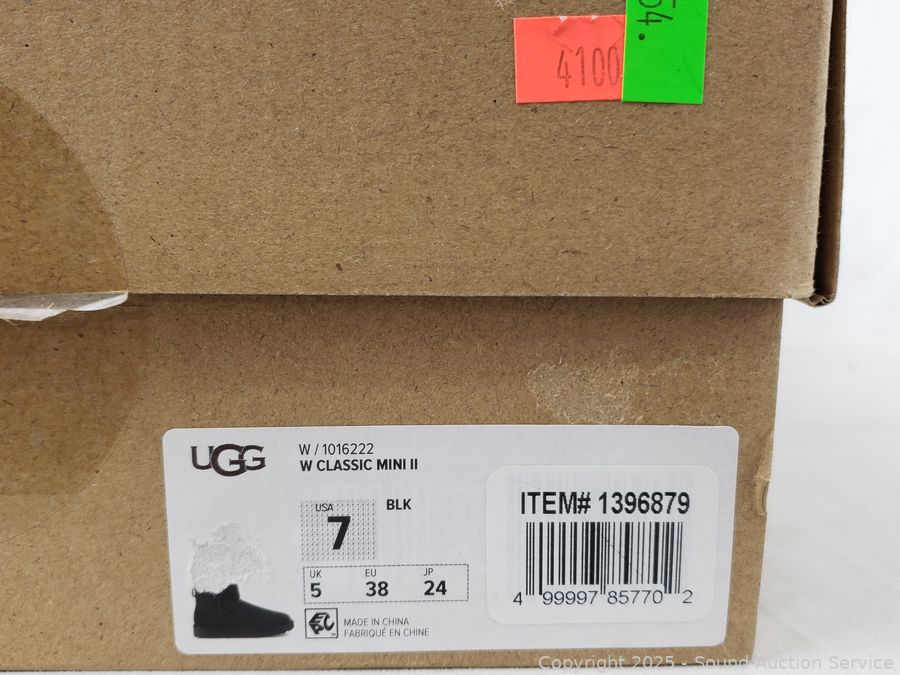 54.
4100
UGG
W / 1016222
W CLASSIC MINI II
USA
7
BLK
UK EU JP
5 38 24
MADE IN CHINA
FABRIQUÉ EN CHINE
ITEM# 1396879
4 99997 85770 2
Copyright 2025 - Sound Auction Service